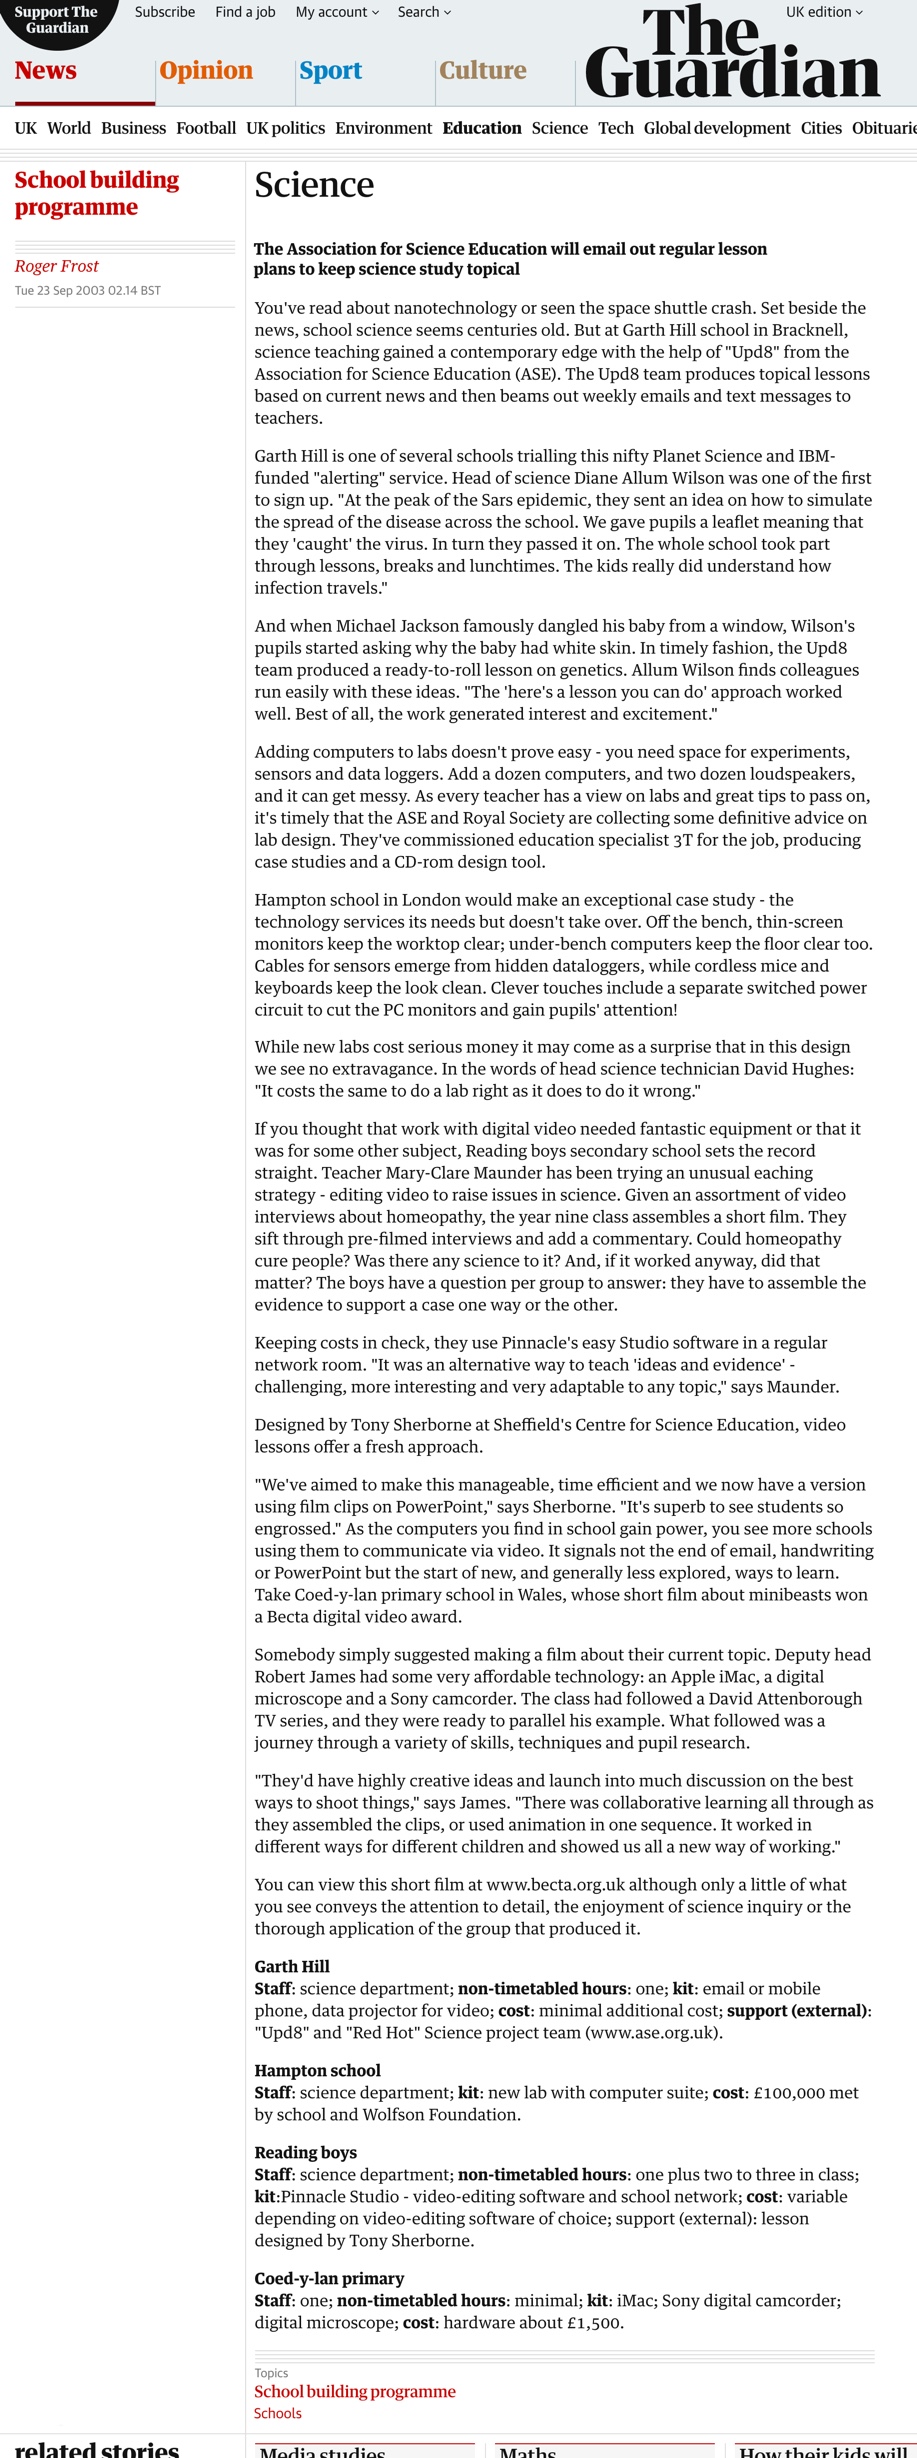 Support The
Guardian
Subscribe Find a job My account Search UK edition
The
Guardian
News Opinion Sport Culture
UK World Business Football UK politics Environment Education Science Tech Global development Cities Obituarie
School building
programme
Roger Frost
Tue 23 Sep 2003 02.14 BST
Science
The Association for Science Education will email out regular lesson
plans to keep science study topical
You've read about nanotechnology or seen the space shuttle crash. Set beside the
news, school science seems centuries old. But at Garth Hill school in Bracknell,
science teaching gained a contemporary edge with the help of "Upd8" from the
Association for Science Education (ASE). The Upd8 team produces topical lessons
based on current news and then beams out weekly emails and text messages to
teachers.
Garth Hill is one of several schools trialling this nifty Planet Science and IBM-
funded "alerting" service. Head of science Diane Allum Wilson was one of the first
to sign up. "At the peak of the Sars epidemic, they sent an idea on how to simulate
the spread of the disease across the school. We gave pupils a leaflet meaning that
they 'caught' the virus. In turn they passed it on. The whole school took part
through lessons, breaks and lunchtimes. The kids really did understand how
infection travels."
And when Michael Jackson famously dangled his baby from a window, Wilson's
pupils started asking why the baby had white skin. In timely fashion, the Upd8
team produced a ready-to-roll lesson on genetics. Allum Wilson finds colleagues
run easily with these ideas. "The 'here's a lesson you can do' approach worked
well. Best of all, the work generated interest and excitement."
Adding computers to labs doesn't prove easy - you need space for experiments,
sensors and data loggers. Add a dozen computers, and two dozen loudspeakers,
and it can get messy. As every teacher has a view on labs and great tips to pass on,
it's timely that the ASE and Royal Society are collecting some definitive advice on
lab design. They've commissioned education specialist 3T for the job, producing
case studies and a CD-rom design tool.
Hampton school in London would make an exceptional case study - the
technology services its needs but doesn't take over. Off the bench, thin-screen
monitors keep the worktop clear; under-bench computers keep the floor clear too.
Cables for sensors emerge from hidden dataloggers, while cordless mice and
keyboards keep the look clean. Clever touches include a separate switched power
circuit to cut the PC monitors and gain pupils' attention!
While new labs cost serious money it may come as a surprise that in this design
we see no extravagance. In the words of head science technician David Hughes:
"It costs the same to do a lab right as it does to do it wrong."
If you thought that work with digital video needed fantastic equipment or that it
was for some other subject, Reading boys secondary school sets the record
straight. Teacher Mary-Clare Maunder has been trying an unusual eaching
strategy - editing video to raise issues in science. Given an assortment of video
interviews about homeopathy, the year nine class assembles a short film. They
sift through pre-filmed interviews and add a commentary. Could homeopathy
cure people? Was there any science to it? And, if it worked anyway, did that
matter? The boys have a question per group to answer: they have to assemble the
evidence to support a case one way or the other.
Keeping costs in check, they use Pinnacle's easy Studio software in a regular
network room. "It was an alternative way to teach 'ideas and evidence' -
challenging, more interesting and very adaptable to any topic," says Maunder.
Designed by Tony Sherborne at Sheffield's Centre for Science Education, video
lessons offer a fresh approach.
"We've aimed to make this manageable, time efficient and we now have a version
using film clips on PowerPoint," says Sherborne. "It's superb to see students so
engrossed." As the computers you find in school gain power, you see more schools
using them to communicate via video. It signals not the end of email, handwriting
or PowerPoint but the start of new, and generally less explored, ways to learn.
Take Coed-y-lan primary school in Wales, whose short film about minibeasts won
a Becta digital video award.
Somebody simply suggested making a film about their current topic. Deputy head
Robert James had some very affordable technology: an Apple iMac, a digital
microscope and a Sony camcorder. The class had followed a David Attenborough
TV series, and they were ready to parallel his example. What followed was a
journey through a variety of skills, techniques and pupil research.
"They'd have highly creative ideas and launch into much discussion on the best
ways to shoot things," says James. "There was collaborative learning all through as
they assembled the clips, or used animation in one sequence. It worked in
different ways for different children and showed us all a new way of working."
You can view this short film at www.becta.org.uk although only a little of what
you see conveys the attention to detail, the enjoyment of science inquiry or the
thorough application of the group that produced it.
Garth Hill
Staff: science department; non-timetabled hours: one; kit: email or mobile
phone, data projector for video; cost: minimal additional cost; support (external):
"Upd8" and "Red Hot" Science project team (www.ase.org.uk).
Hampton school
Staff: science department; kit: new lab with computer suite; cost: £100,000 met
by school and Wolfson Foundation.
Reading boys
Staff: science department; non-timetabled hours: one plus two to three in class;
kit:Pinnacle Studio - video-editing software and school network; cost: variable
depending on video-editing software of choice; support (external): lesson
designed by Tony Sherborne.
Coed-y-lan primary
Staff: one; non-timetabled hours: minimal; kit: iMac; Sony digital camcorder;
digital microscope; cost: hardware about £1,500.
Topics
School building programme
Schools
related stories
Media studies
Maths
How their kids will